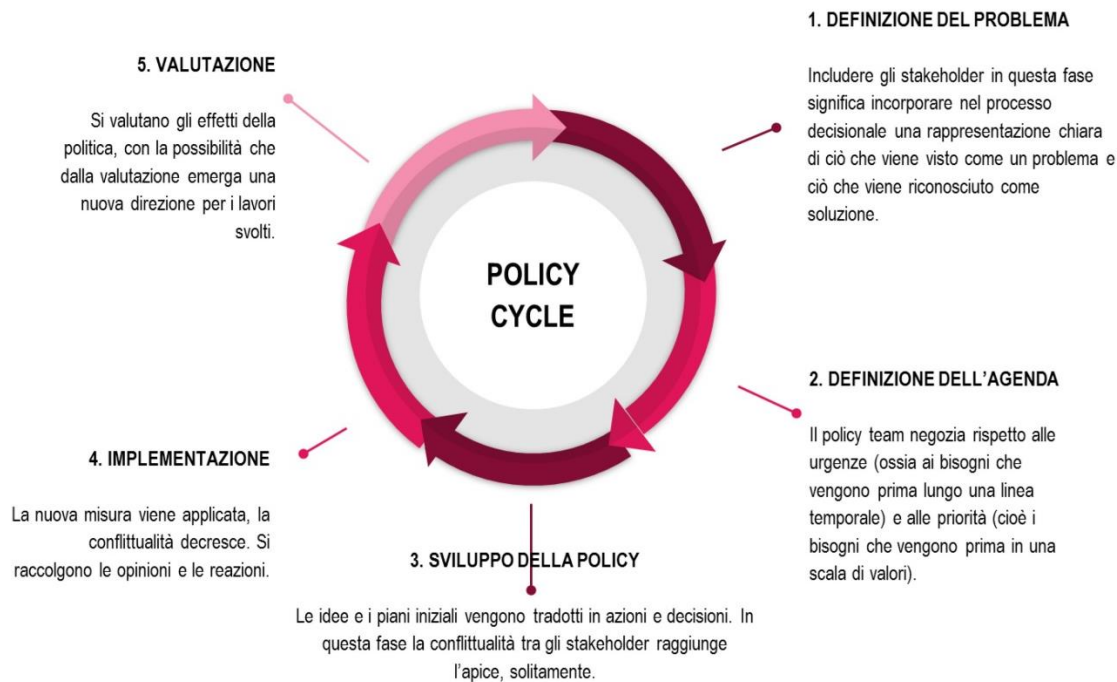 POLICY
CYCLE
1. DEFINIZIONE DEL PROBLEMA
Includere gli stakeholder in questa fase
significa incorporare nel processo
decisionale una rappresentazione chiara
di ciò che viene visto come un problema e
ciò che viene riconosciuto come
soluzione.
2. DEFINIZIONE DELL'AGENDA
Il policy team negozia rispetto alle
urgenze (ossia ai bisogni che
vengono prima lungo una linea
temporale) e alle priorità (cioè i
bisogni che vengono prima in una
scala di valori).
3. SVILUPPO DELLA POLICY
Le idee e i piani iniziali vengono tradotti in azioni e decisioni. In
questa fase la conflittualità tra gli stakeholder raggiunge
l'apice, solitamente.
4. IMPLEMENTAZIONE
La nuova misura viene applicata, la
conflittualità decresce. Si
raccolgono le opinioni e le reazioni.
5. VALUTAZIONE
Si valutano gli effetti della
politica, con la possibilità che
dalla valutazione emerga una
nuova direzione per i lavori
svolti.